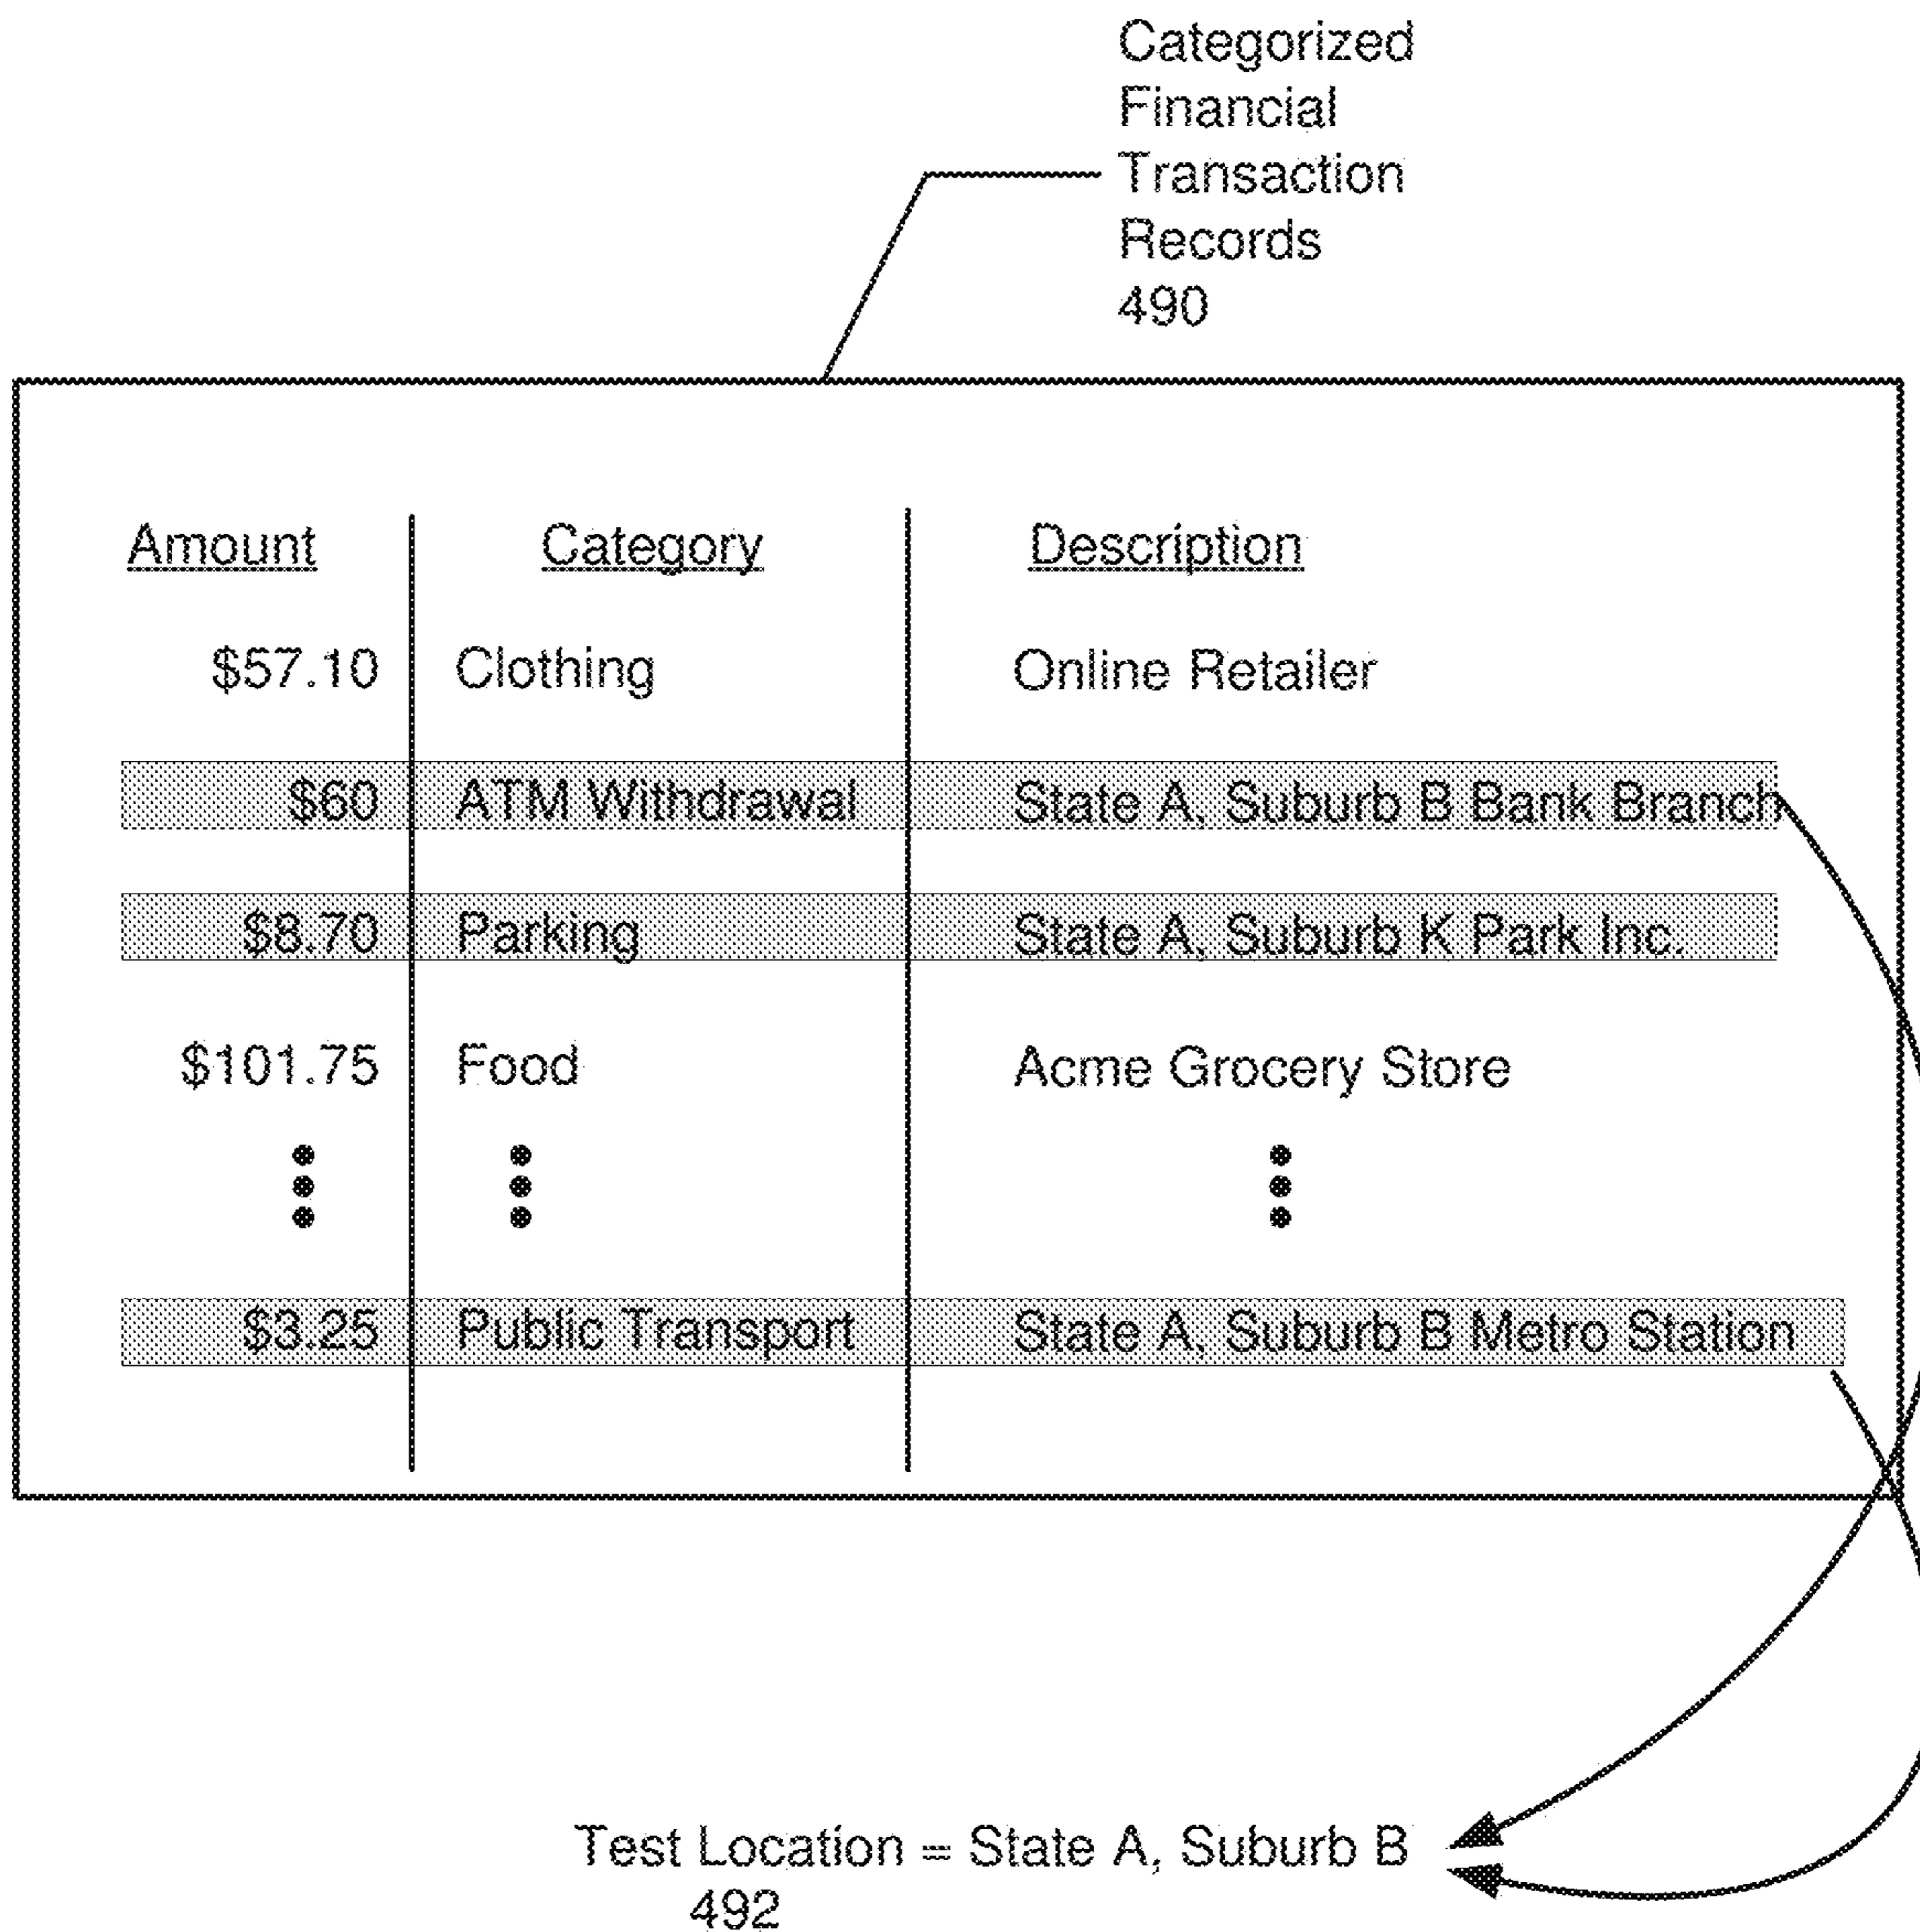 Categorized
Financial
Transaction
Records
490
Amount Category Description
$57.10 Clothing Online Retailer
$60 ATM Withdrawal State A, Suburb B Bank Branch
$8.70 Parking State A, Suburb K Park Inc.
$101.75 Food Acme Grocery Store
$3.25 Public Transport State A, Suburb B Metro Station
Test Location = State A, Suburb B
492